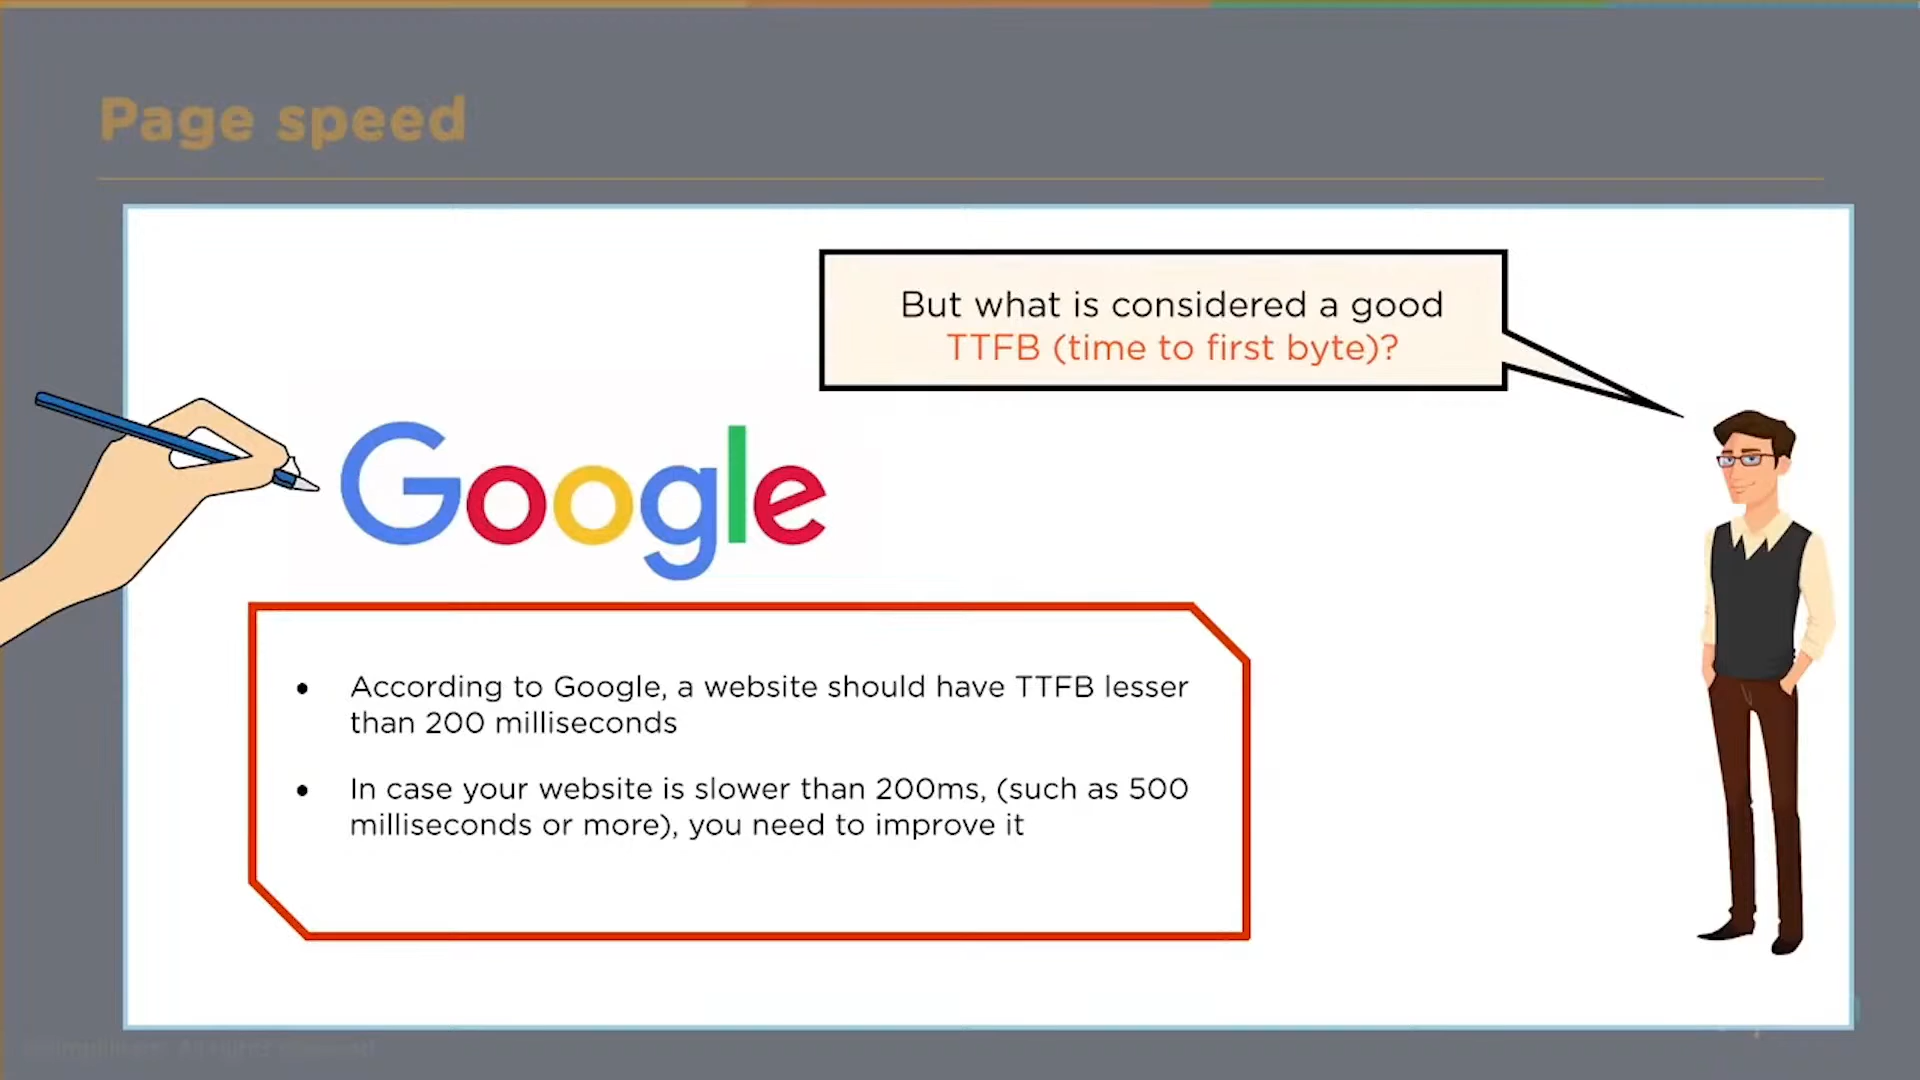 Page speed
But what is considered a good
TTFB (time to first byte)?
Google
• According to Google, a website should have TTFB lesser
than 200 milliseconds
• In case your website is slower than 200ms, (such as 500
milliseconds or more), you need to improve it